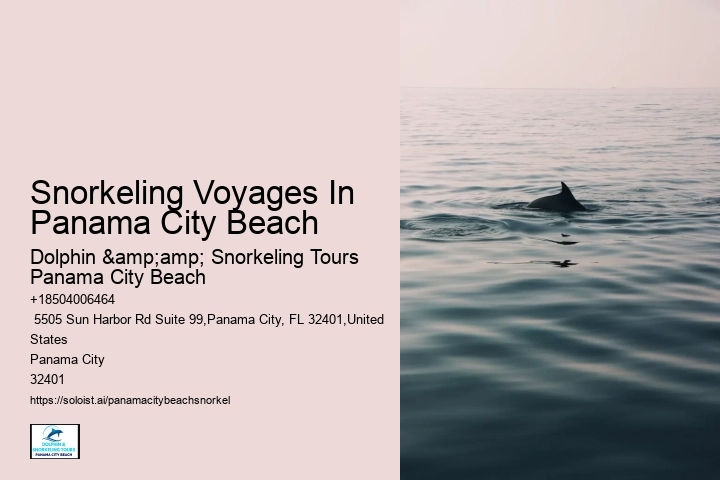 Snorkeling Voyages In
Panama City Beach
Dolphin &amp;amp; Snorkeling Tours
Panama City Beach
+18504006464
5505 Sun Harbor Rd Suite 99,Panama City, FL 32401,United
States
Panama City
32401
https://soloist.ai/panamacitybeachsnorkel
DOLPHIN &
SNORKELING TOURS
PANAMA CITY BEACH